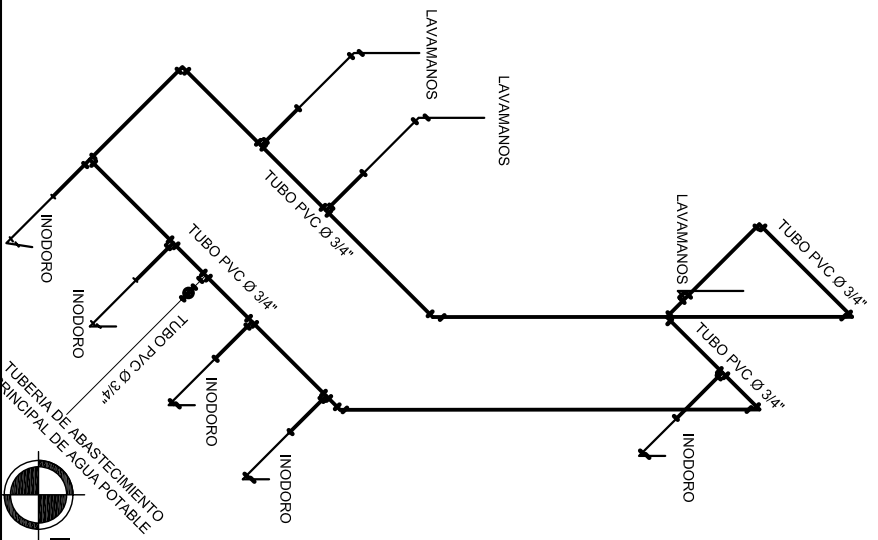 LAVAMANOS
LAVAMANOS
TUBO PVC Ø 3/4"
LAVAMANOS
TUBO PVC Ø 3/4"
TUBO PVC Ø 3/4"
TUBO PVC Ø 3/4"
INODORO
INODORO
TUBO PVC Ø 3/4"
INODORO
INODORO
INODORO
TUBERIA DE ABASTECIMIENTO
PRINCIPAL DE AGUA POTABLE